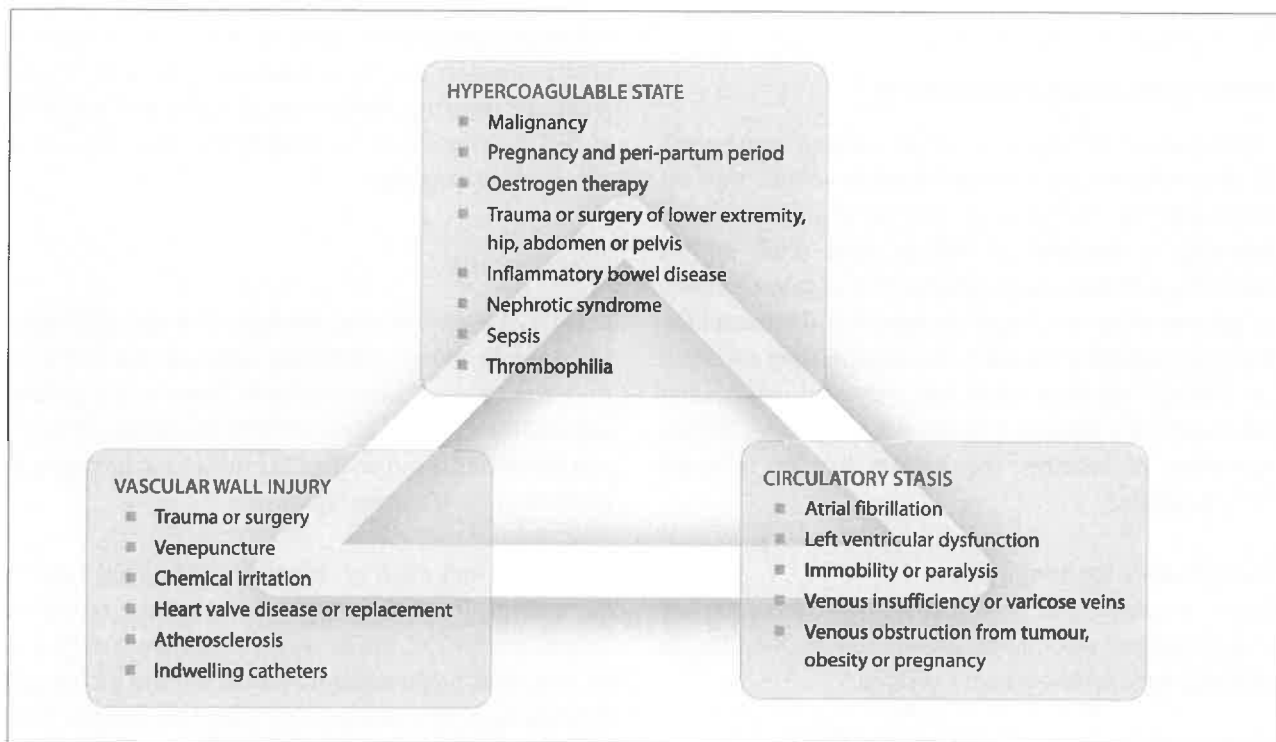 HYPERCOAGULABLE STATE
Malignancy
Pregnancy and peri-partum period
Oestrogen therapy
Trauma or surgery of lower extremity,
hip, abdomen or pelvis
Inflammatory bowel disease
Nephrotic syndrome
Sepsis
Thrombophilia
VASCULAR WALL INJURY
Trauma or surgery
Venepuncture
Chemical irritation
Heart valve disease or replacement
Atherosclerosis
Indwelling catheters
CIRCULATORY STASIS
Atrial fibrillation
Left ventricular dysfunction
Immobility or paralysis
Venous insufficiency or varicose veins
Venous obstruction from tumour,
obesity or pregnancy